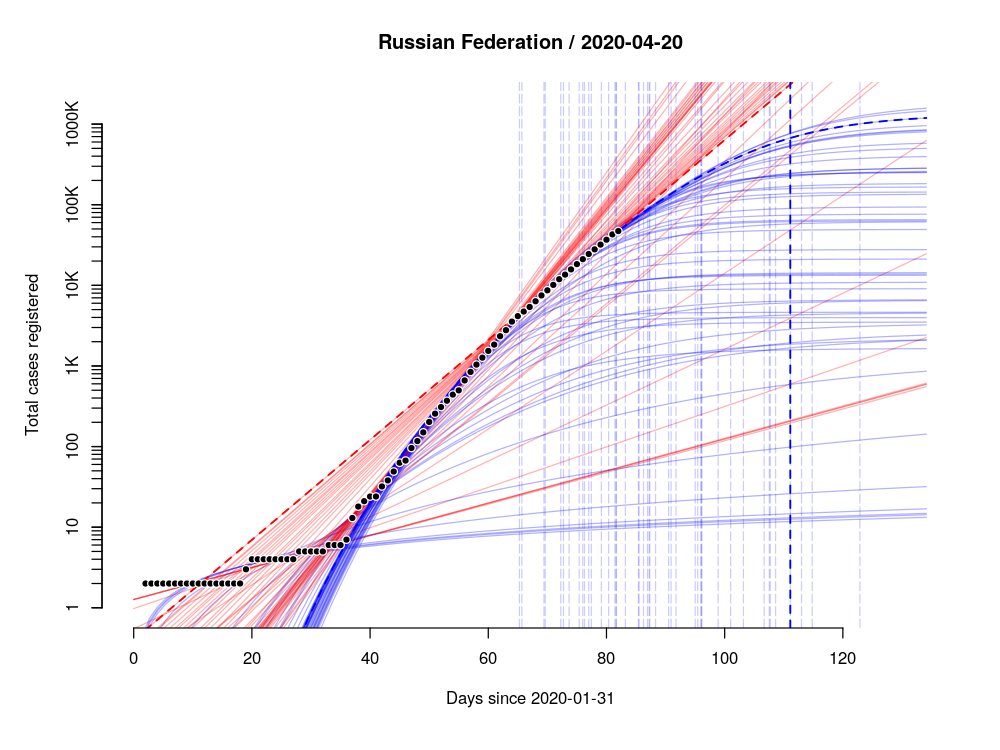 Russian Federation / 2020-04-20
Total cases registered
1000K
100K
10K
1K
100
10
1
0 20 40 60 80 100 120
Days since 2020-01-31